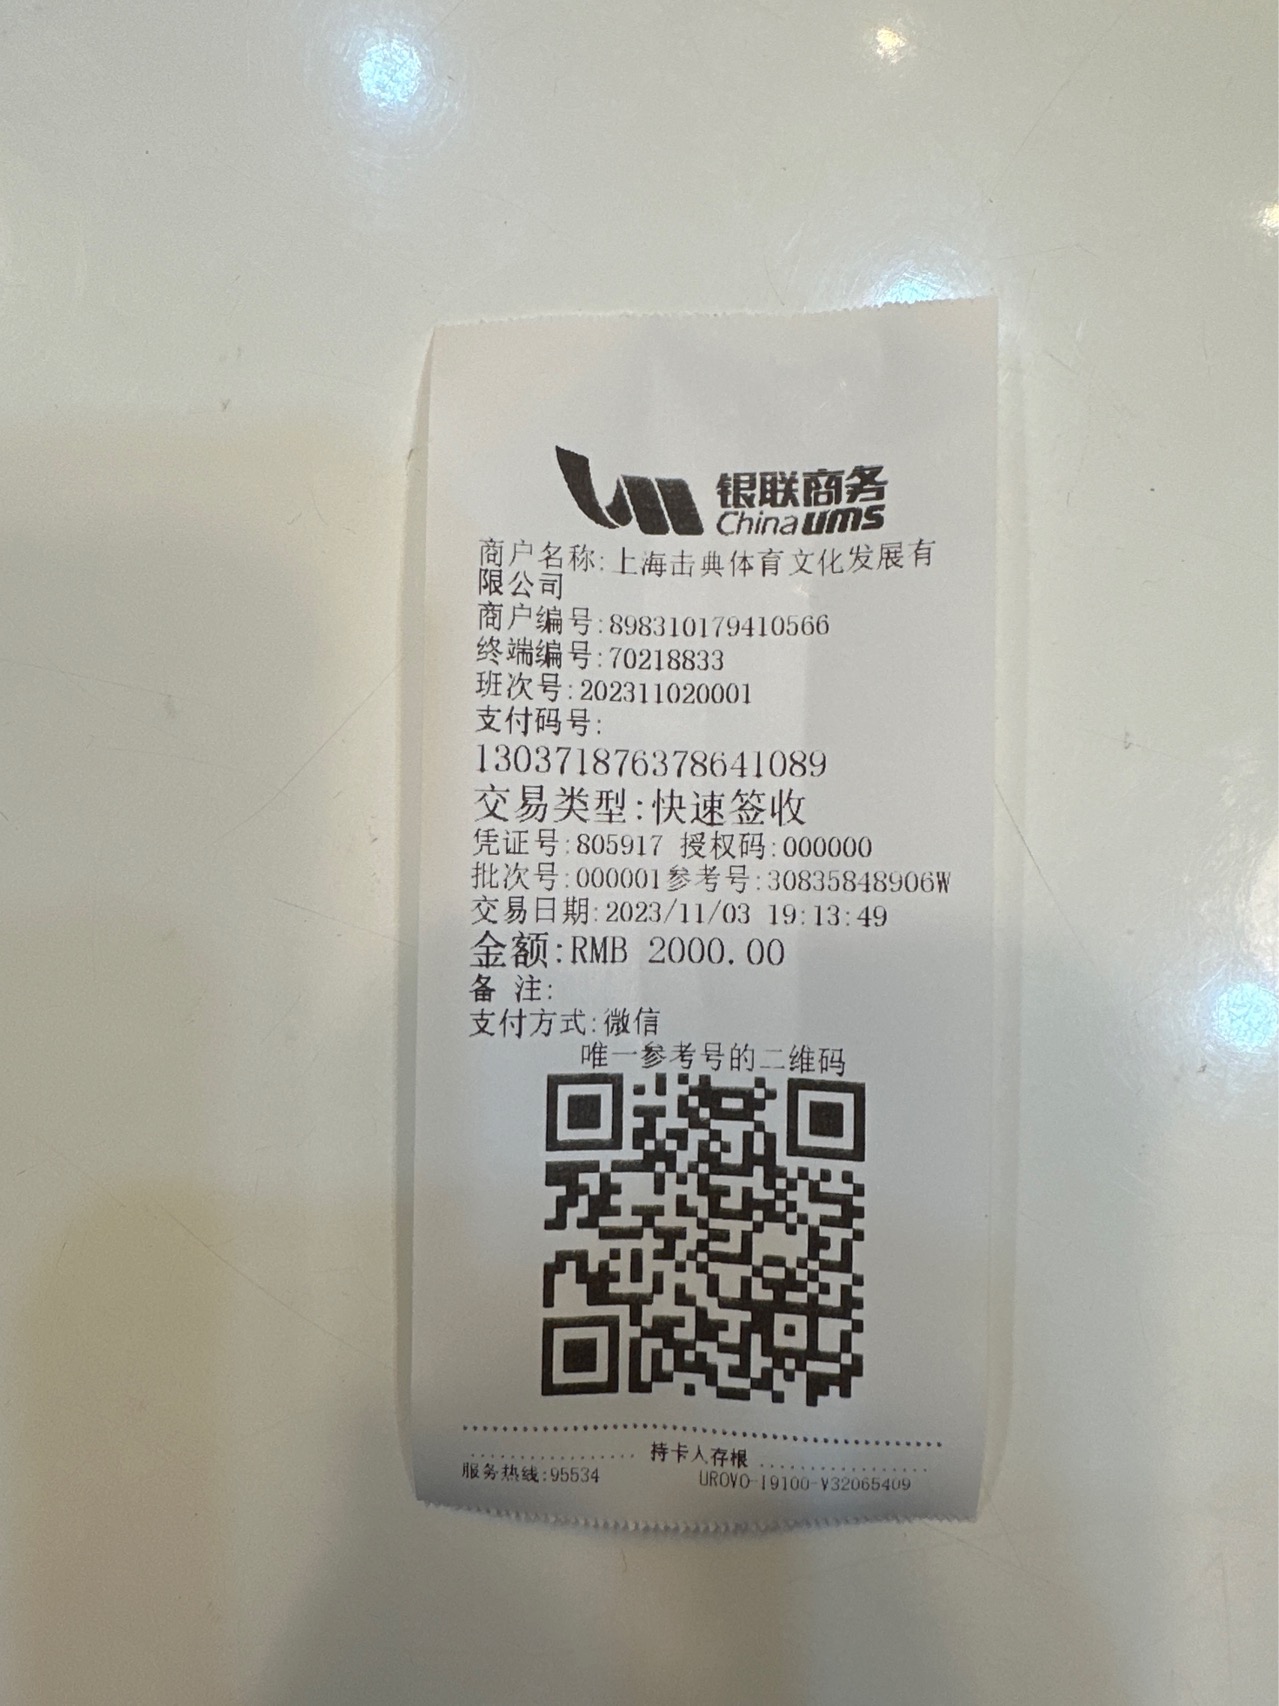 银联商务
China ums
商户名称:上海击典体育文化发展有
限公司
商户编号:898310179410566
终端编号:70218833
班次号:202311020001
支付码号:
130371876378641089
交易类型:快速签收
凭证号:805917 授权码:000000
批次号:000001参考号:30835848906W
交易日期:2023/11/03 19:13:49
金额:RMB 2000.00
备 注:
支付方式:微信
唯一参考号的二维码
持卡人存根
服务热线:95534 UROVO-I9100-V32065409